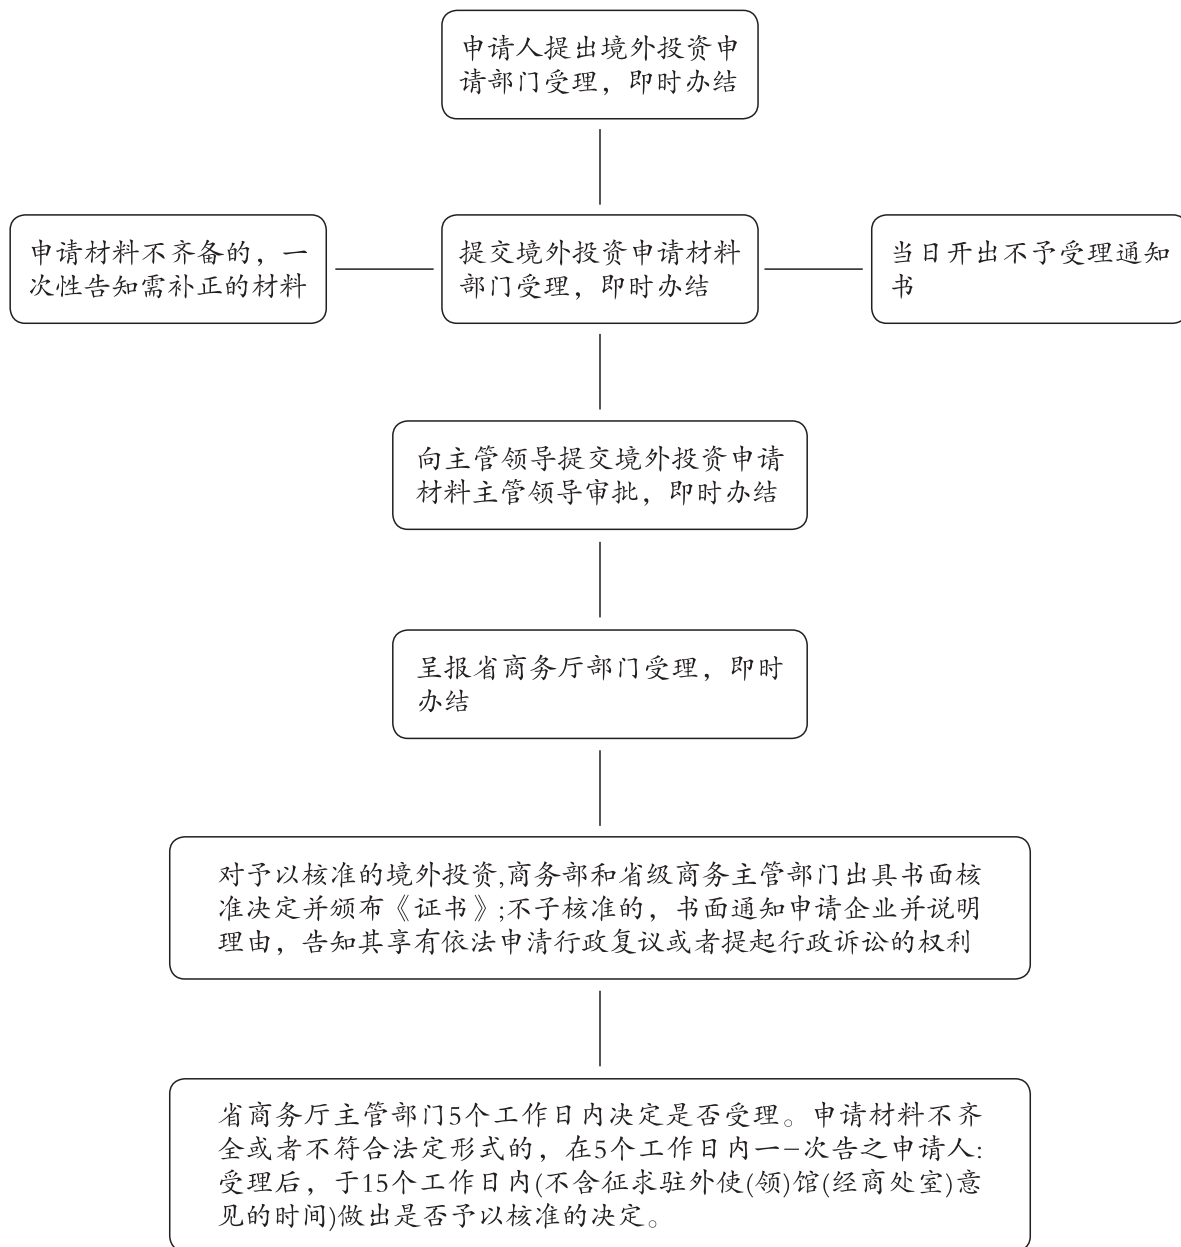 申请人提出境外投资申
请部门受理，即时办结
申请材料不齐备的，一
次性告知需补正的材料
提交境外投资申请材料
部门受理，即时办结
当日开出不予受理通知
书
向主管领导提交境外投资申请
材料主管领导审批，即时办结
呈报省商务厅部门受理，即时
办结
对予以核准的境外投资,商务部和省级商务主管部门出具书面核
准决定并颁布《证书》;不子核准的，书面通知申请企业并说明
理由，告知其享有依法申清行政复议或者提起行政诉讼的权利
省商务厅主管部门5个工作日内决定是否受理。申请材料不齐
全或者不符合法定形式的，在5个工作日内一-次告之申请人:
受理后，于15个工作日内(不含征求驻外使(领)馆(经商处室)意
见的时间)做出是否予以核准的决定。